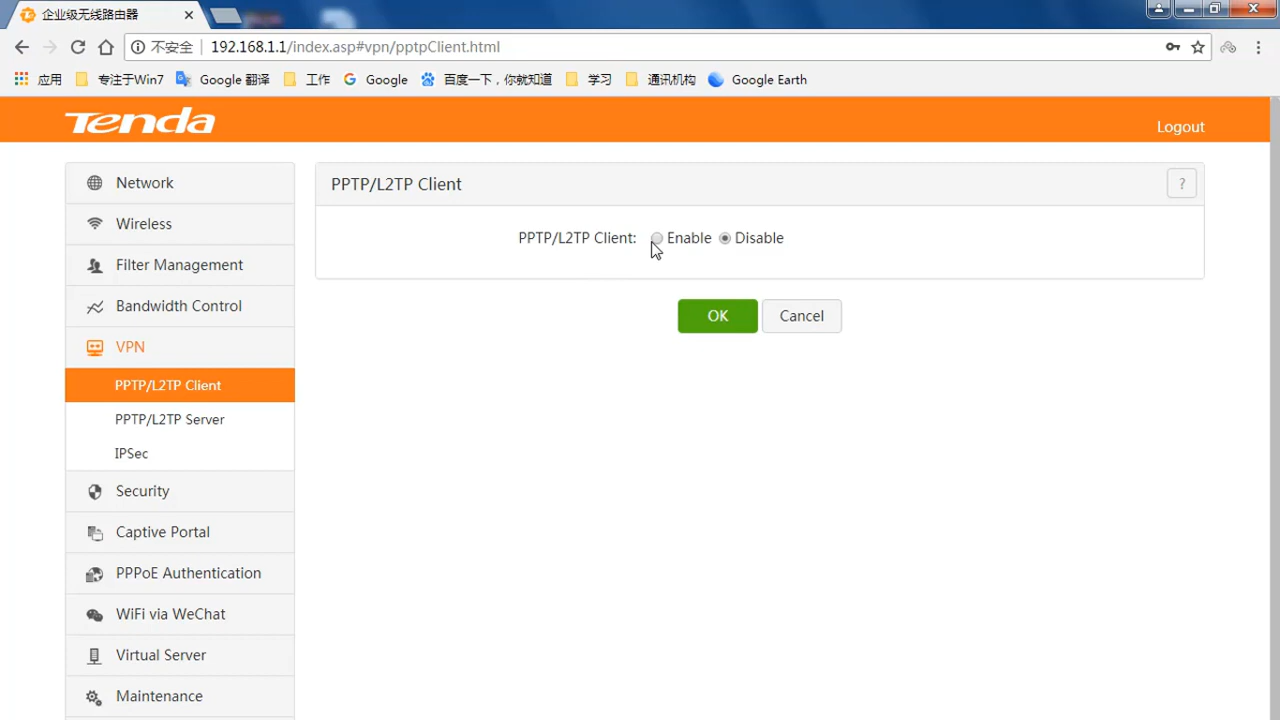 企业级无线路由器
不安全 192.168.1.1/index.asp#vpn/pptpClient.html
应用 专注于Win7 Google 翻译 工作 Google 百度一下，你就知道 学习 通讯机构 Google Earth
Tenda
Logout
Network
Wireless
Filter Management
Bandwidth Control
VPN
PPTP/L2TP Client
PPTP/L2TP Server
IPSec
Security
Captive Portal
PPPoE Authentication
WiFi via WeChat
Virtual Server
Maintenance
PPTP/L2TP Client
?
PPTP/L2TP Client: Enable Disable
OK Cancel